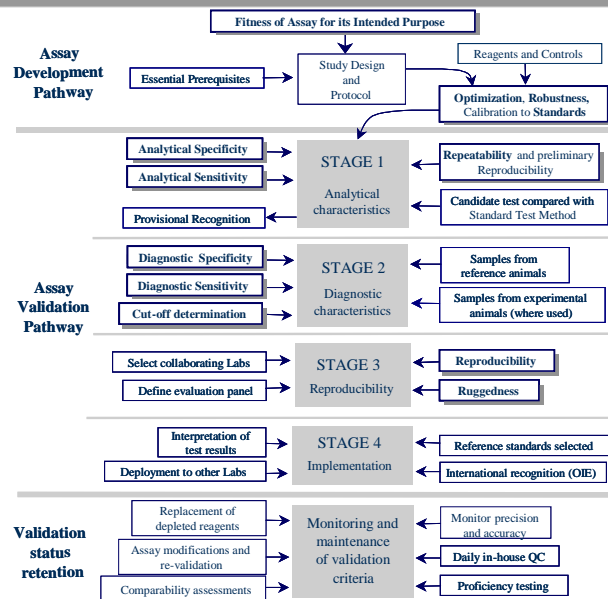 Fitness of Assay for its Intended Purpose
Assay
Development
Pathway
Essential Prerequisites
Study Design
and
Protocol
Reagents and Controls
Optimization, Robustness,
Calibration to Standards
Analytical Specificity
Analytical Sensitivity
Provisional Recognition
STAGE 1
Analytical
characteristics
Repeatability and preliminary
Reproducibility
Candidate test compared with
Standard Test Method
Assay
Validation
Pathway
Diagnostic Specificity
Diagnostic Sensitivity
Cut-off determination
STAGE 2
Diagnostic
characteristics
Samples from
reference animals
Samples from experimental
animals (where used)
Select collaborating Labs
Define evaluation panel
STAGE 3
Reproducibility
Reproducibility
Ruggedness
Interpretation of
test results
Deployment to other Labs
STAGE 4
Implementation
Reference standards selected
International recognition (OIE)
Validation
status
retention
Replacement of
depleted reagents
Assay modifications and
re-validation
Comparability assessments
Monitoring and
maintenance
of validation
criteria
Monitor precision
and accuracy
Daily in-house QC
Proficiency testing